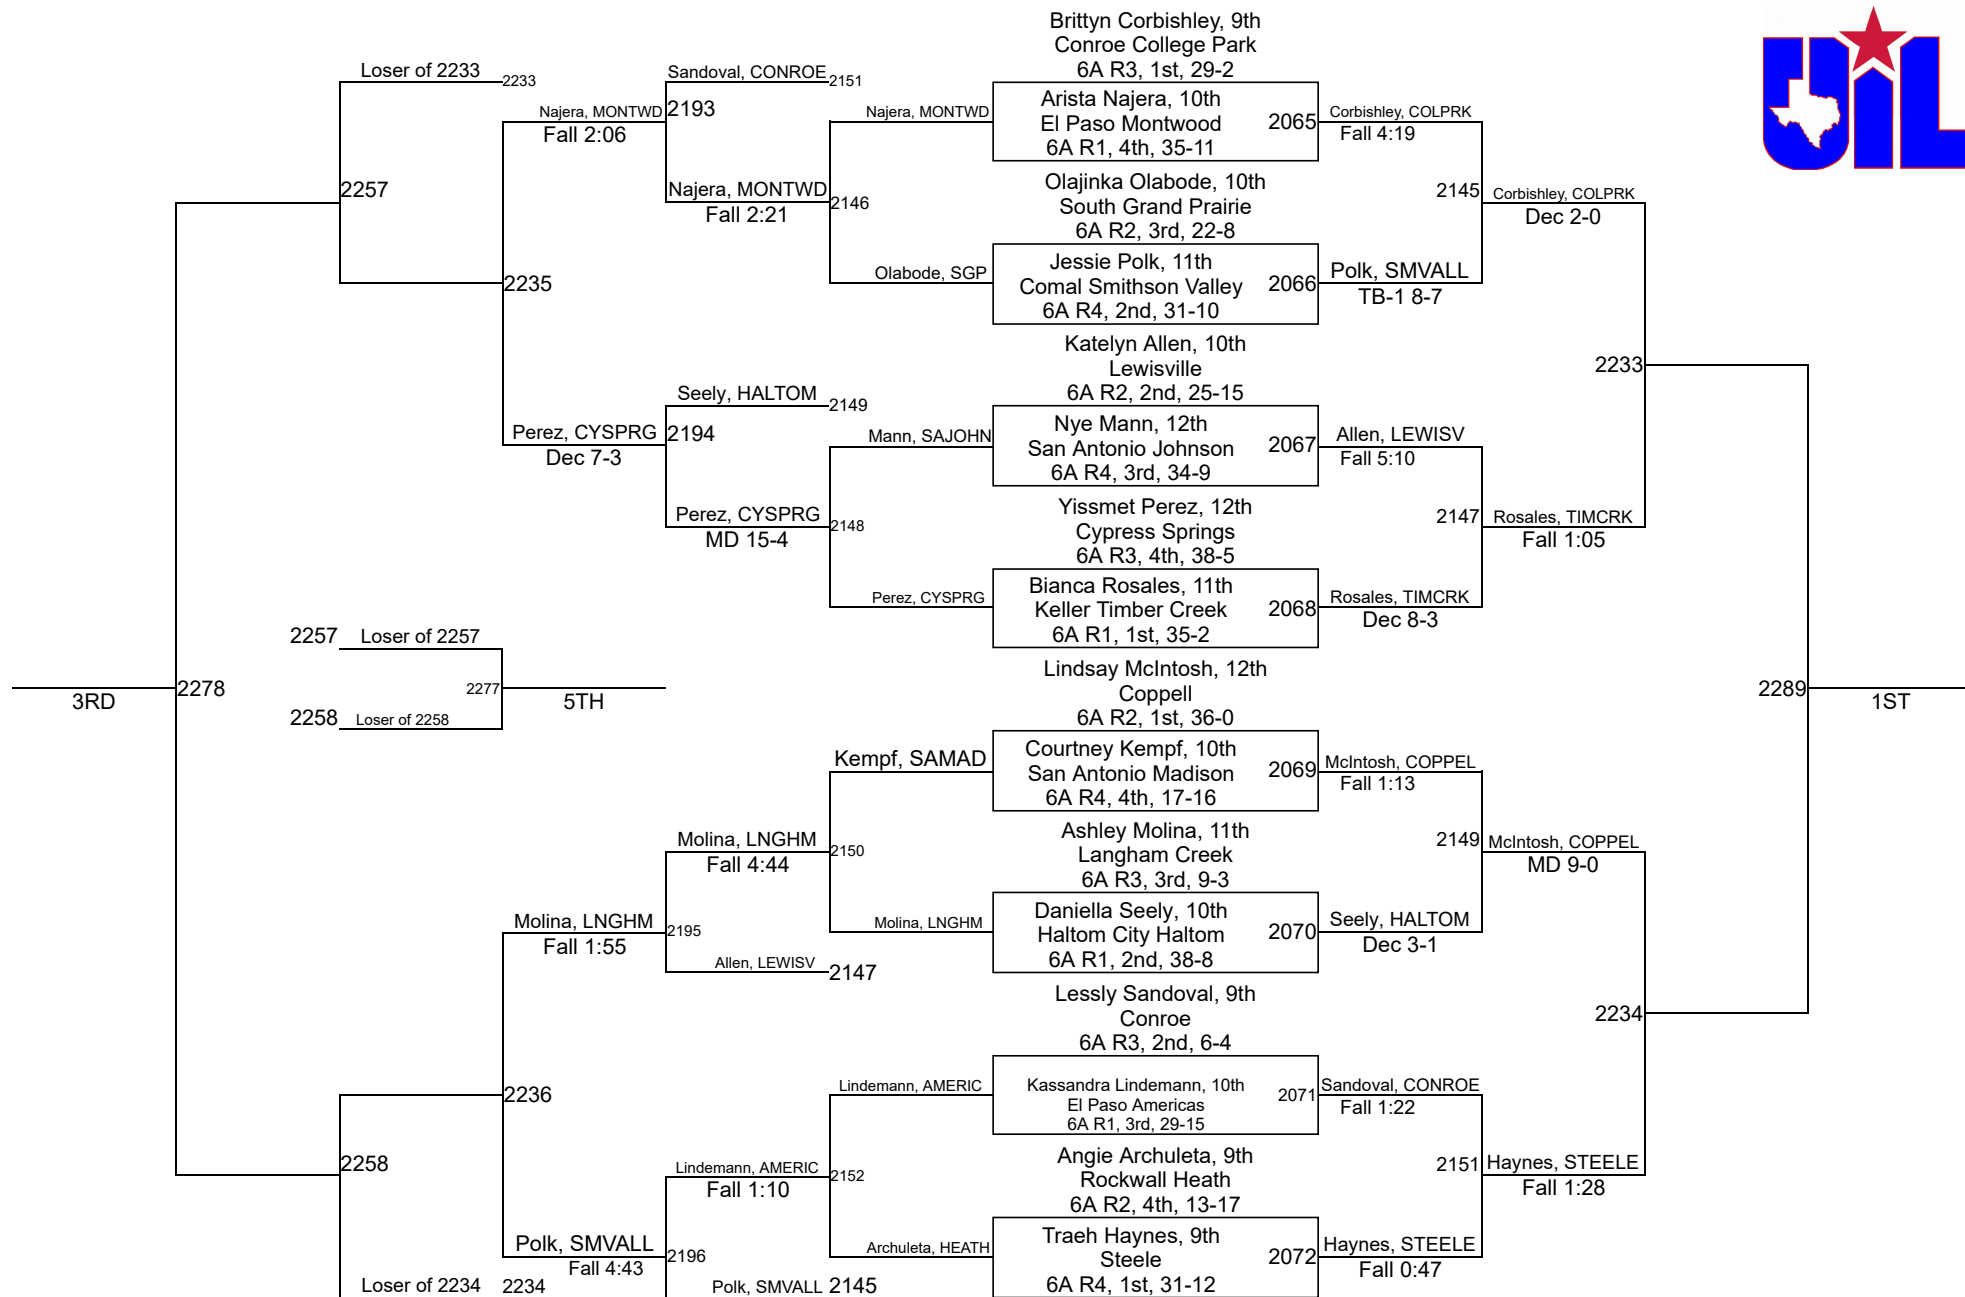 Brittyn Corbishley, 9th
Conroe College Park
6A R3, 1st, 29-2
UIL
Loser of 2233
2233
Sandoval, CONROE
2151
Najera, MONTWD
2193
Fall 2:06
Najera, MONTWD
Arista Najera, 10th
El Paso Montwood
6A R1, 4th, 35-11
2065
Corbishley, COLPRK
Fall 4:19
2257
Najera, MONTWD
2146
Fall 2:21
Olajinka Olabode, 10th
South Grand Prairie
6A R2, 3rd, 22-8
2145
Corbishley, COLPRK
Dec 2-0
2235
Olabode, SGP
Jessie Polk, 11th
Comal Smithson Valley
6A R4, 2nd, 31-10
2066
Polk, SMVALL
TB-1 8-7
Katelyn Allen, 10th
Lewisville
6A R2, 2nd, 25-15
2233
Seely, HALTOM
2149
Perez, CYSPRG
2194
Dec 7-3
Mann, SAJOHN
Nye Mann, 12th
San Antonio Johnson
6A R4, 3rd, 34-9
2067
Allen, LEWISV
Fall 5:10
Perez, CYSPRG
2148
MD 15-4
Yissmet Perez, 12th
Cypress Springs
6A R3, 4th, 38-5
2147
Rosales, TIMCRK
Fall 1:05
Perez, CYSPRG
Bianca Rosales, 11th
Keller Timber Creek
6A R1, 1st, 35-2
2068
Rosales, TIMCRK
Dec 8-3
2257
Loser of 2257
3RD
2278
2277
5TH
2258
Loser of 2258
Lindsay McIntosh, 12th
Coppell
6A R2, 1st, 36-0
2289
1ST
Kempf, SAMAD
Courtney Kempf, 10th
San Antonio Madison
6A R4, 4th, 17-16
2069
McIntosh, COPPEL
Fall 1:13
Molina, LNGHM
2150
Fall 4:44
Ashley Molina, 11th
Langham Creek
6A R3, 3rd, 9-3
2149
McIntosh, COPPEL
MD 9-0
Molina, LNGHM
2195
Fall 1:55
Molina, LNGHM
Daniella Seely, 10th
Haltom City Haltom
6A R1, 2nd, 38-8
2070
Seely, HALTOM
Dec 3-1
Allen, LEWISV
2147
Lessly Sandoval, 9th
Conroe
6A R3, 2nd, 6-4
2234
2236
Lindemann, AMERIC
Kassandra Lindemann, 10th
El Paso Americas
6A R1, 3rd, 29-15
2071
Sandoval, CONROE
Fall 1:22
2258
Lindemann, AMERIC
2152
Fall 1:10
Angie Archuleta, 9th
Rockwall Heath
6A R2, 4th, 13-17
2151
Haynes, STEELE
Fall 1:28
Polk, SMVALL
2196
Fall 4:43
Archuleta, HEATH
Traeh Haynes, 9th
Steele
6A R4, 1st, 31-12
2072
Haynes, STEELE
Fall 0:47
Loser of 2234
2234
Polk, SMVALL
2145